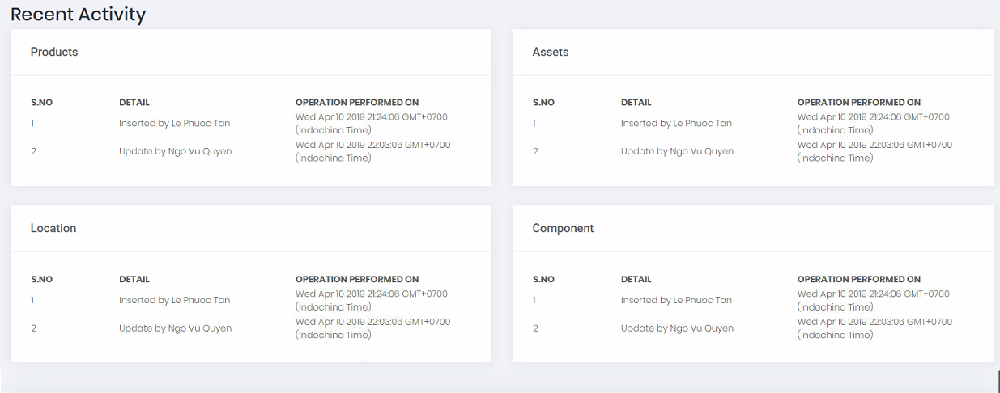 Recent Activity
Products
S.NO DETAIL OPERATION PERFORMED ON
1 Inserted by Le Phuoc Tan Wed Apr 10 2019 21:24:06 GMT+0700
(Indochina Time)
2 Update by Ngo Vu Quyen Wed Apr 10 2019 22:03:06 GMT+0700
(Indochina Time)
Assets
S.NO DETAIL OPERATION PERFORMED ON
1 Inserted by Le Phuoc Tan Wed Apr 10 2019 21:24:06 GMT+0700
(Indochina Time)
2 Update by Ngo Vu Quyen Wed Apr 10 2019 22:03:06 GMT+0700
(Indochina Time)
Location
S.NO DETAIL OPERATION PERFORMED ON
1 Inserted by Le Phuoc Tan Wed Apr 10 2019 21:24:06 GMT+0700
(Indochina Time)
2 Update by Ngo Vu Quyen Wed Apr 10 2019 22:03:06 GMT+0700
(Indochina Time)
Component
S.NO DETAIL OPERATION PERFORMED ON
1 Inserted by Le Phuoc Tan Wed Apr 10 2019 21:24:06 GMT+0700
(Indochina Time)
2 Update by Ngo Vu Quyen Wed Apr 10 2019 22:03:06 GMT+0700
(Indochina Time)